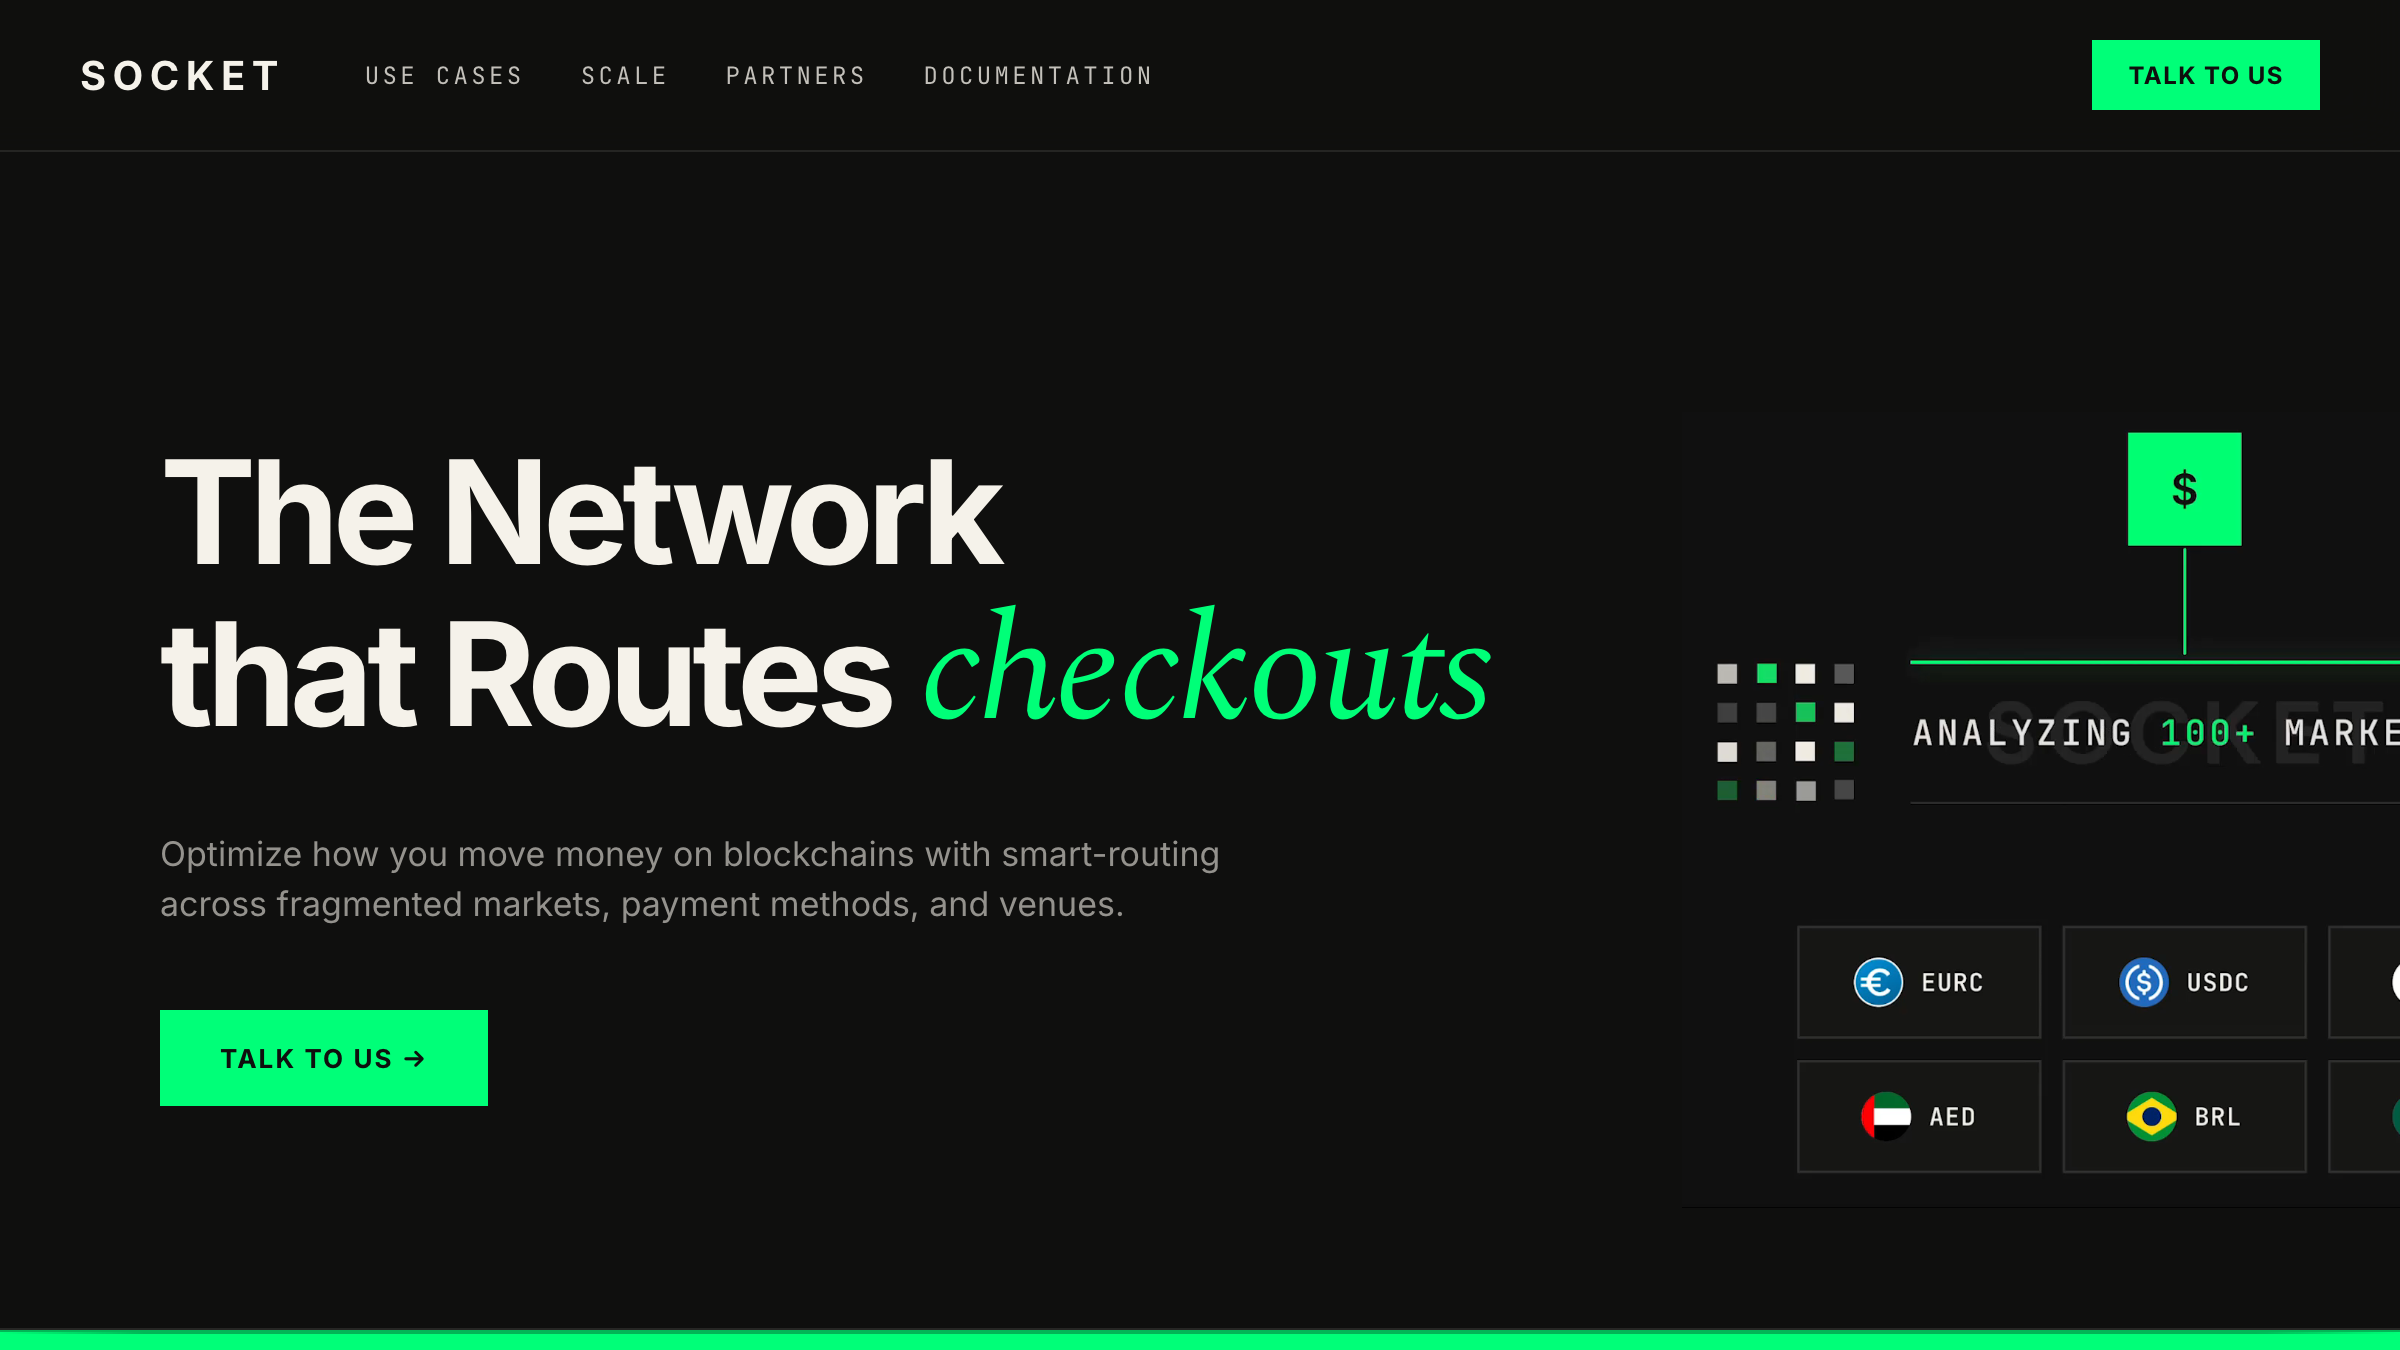 SOCKET
USE CASES
SCALE
PARTNERS
DOCUMENTATION
TALK TO US
The Network
that Routes checkouts
Optimize how you move money on blockchains with smart-routing
across fragmented markets, payment methods, and venues.
TALK TO US →
$
SOCKET
ANALYZING 100+ MARKE
EURC
USDC
AED
BRL